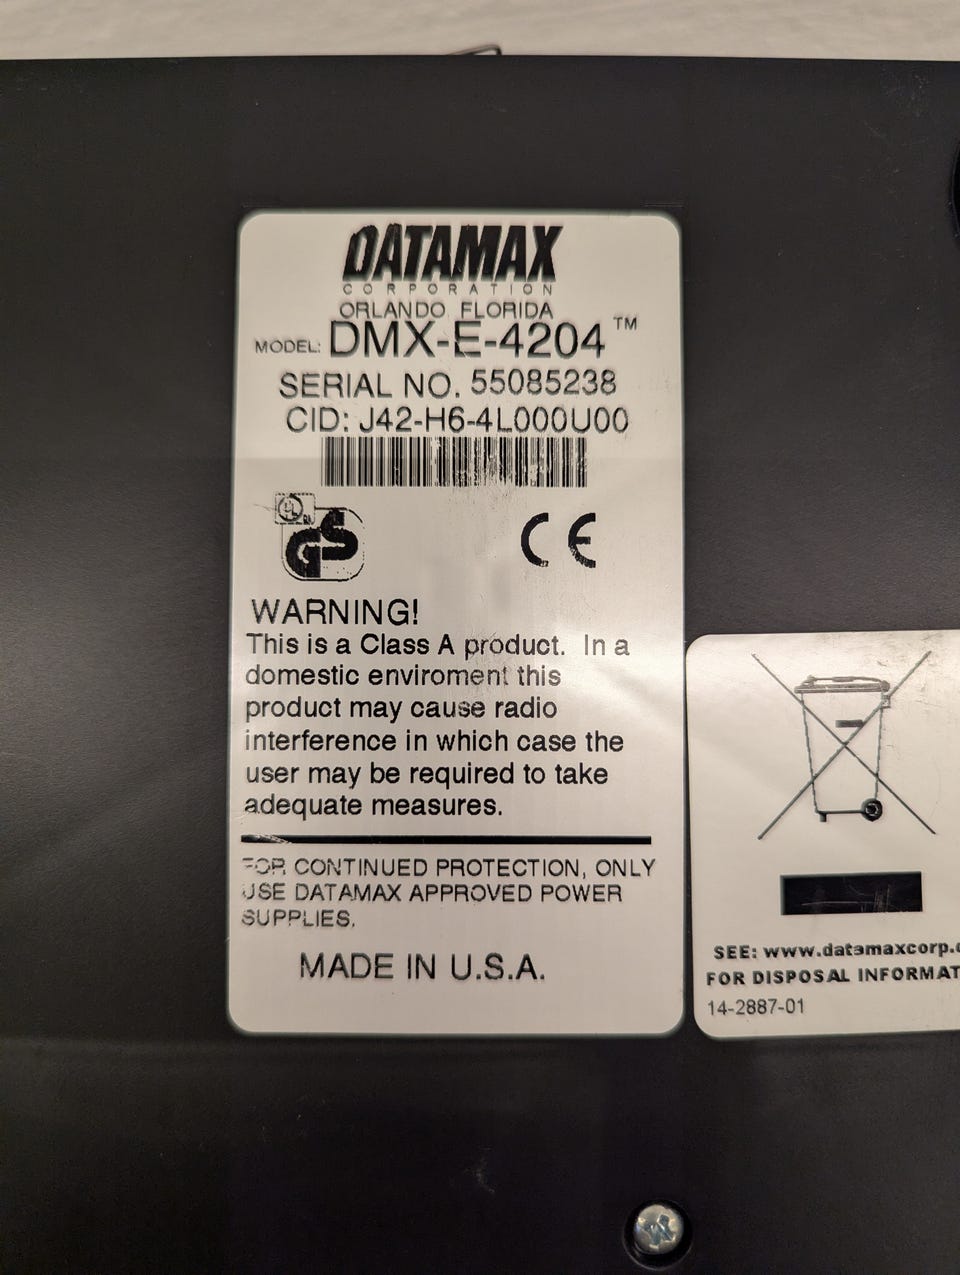 DATAMAX
CORPORATION
ORLANDO, FLORIDA
MODEL: DMX-E-4204™
SERIAL NO. 55085238
CID: J42-H6-4L000U00
UL
GS
CE
WARNING!
This is a Class A product. In a
domestic enviroment this
product may cause radio
interference in which case the
user may be required to take
adequate measures.
FOR CONTINUED PROTECTION, ONLY
USE DATAMAX APPROVED POWER
SUPPLIES.
MADE IN U.S.A.
SEE: www.datamaxcorp.c
FOR DISPOSAL INFORMAT
14-2887-01